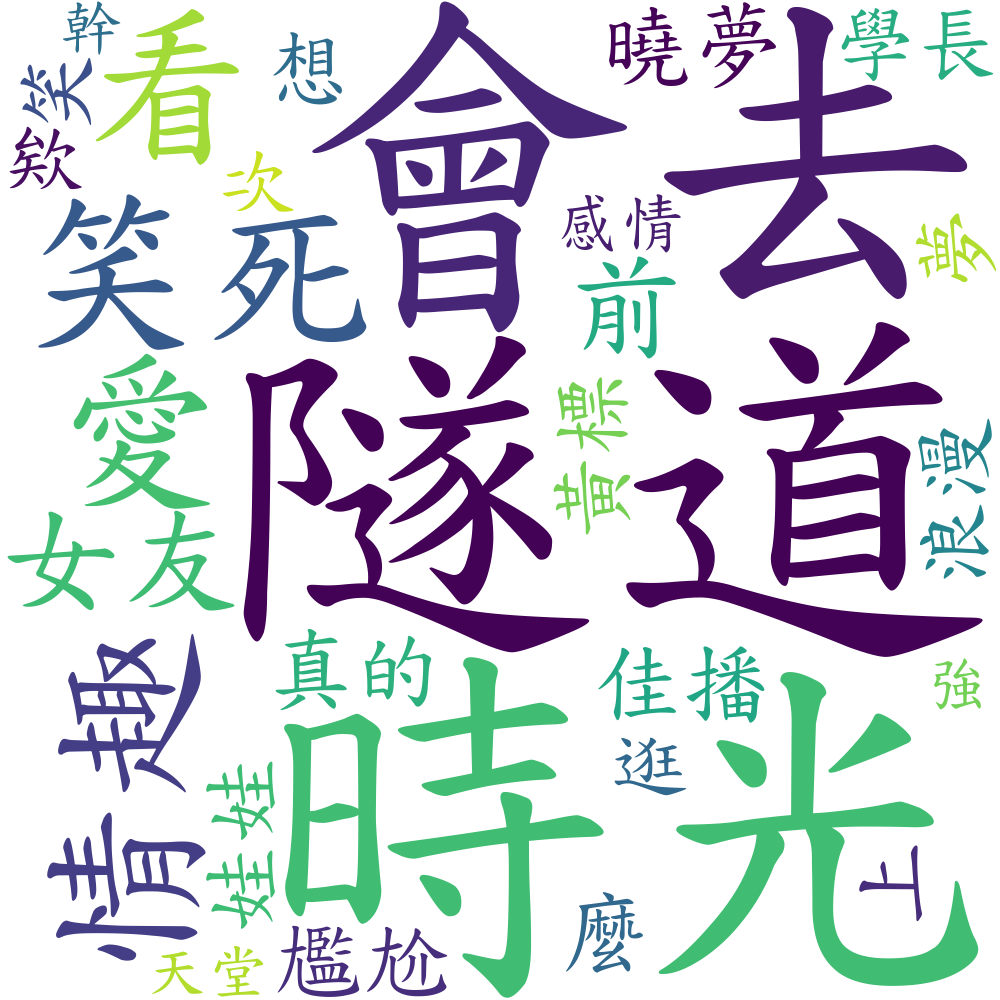 幹
看
想
會
去
曉夢
學長
笑
欸
次
笑死
感情
夢
前
愛
隧道
黃標
浪漫
女友
情趣
真的
佳播
強
時光
逛
娃娃
上
麼
天堂
尷尬